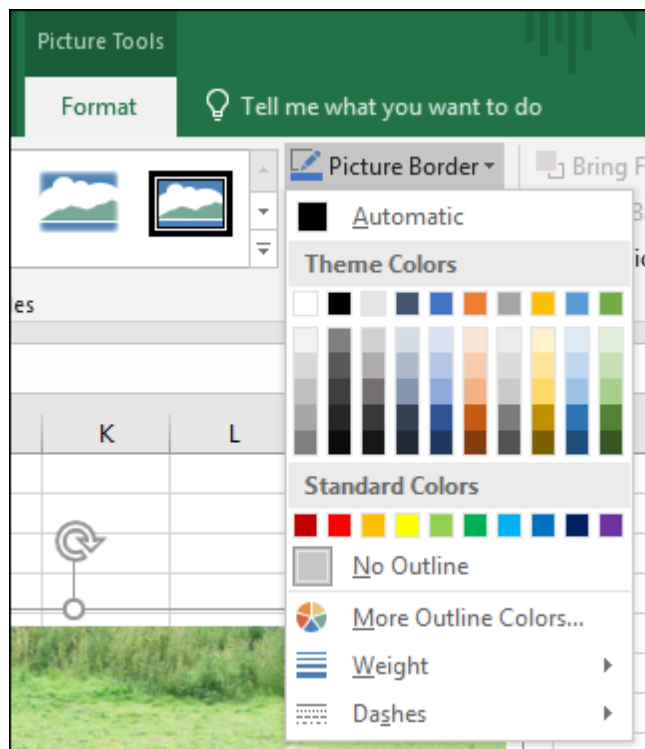 Picture Tools
Format
Tell me what you want to do
Picture Border
Bring F
Automatic
Theme Colors
es
K
L
Standard Colors
No Outline
More Outline Colors...
Weight
Dashes